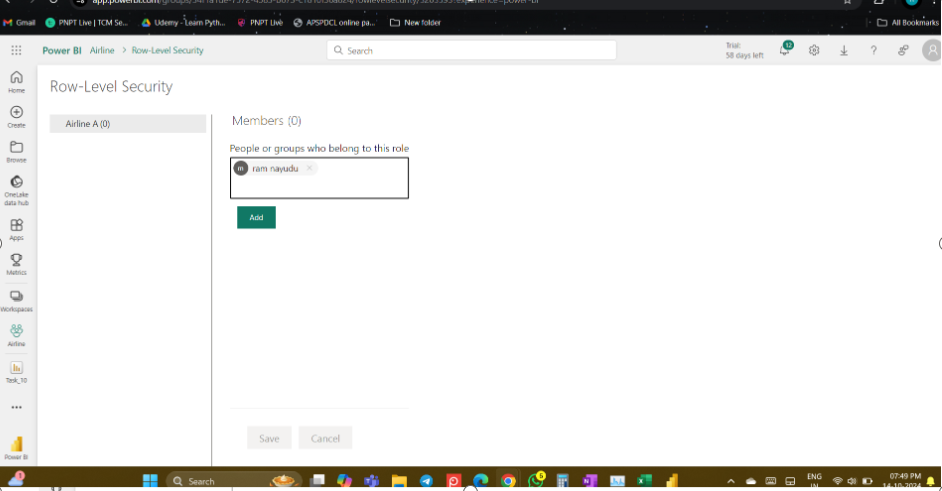 Gmail
PNPT Live | TCM Se...
Udemy - Learn Pyth...
PNPT Live
APSPDCL online pa...
New folder
All Bookmarks
Power BI Airline > Row-Level Security
Search
Trial:
58 days left
12
Home
Create
Browse
OneLake
data hub
Apps
Metrics
Workspaces
Airline
Task_10
Power BI
Row-Level Security
Airline A (0)
Members (0)
People or groups who belong to this role
m ram nayudu ×
Add
Save
Cancel
Search
ENG
IN
07:49 PM
14-10-2024